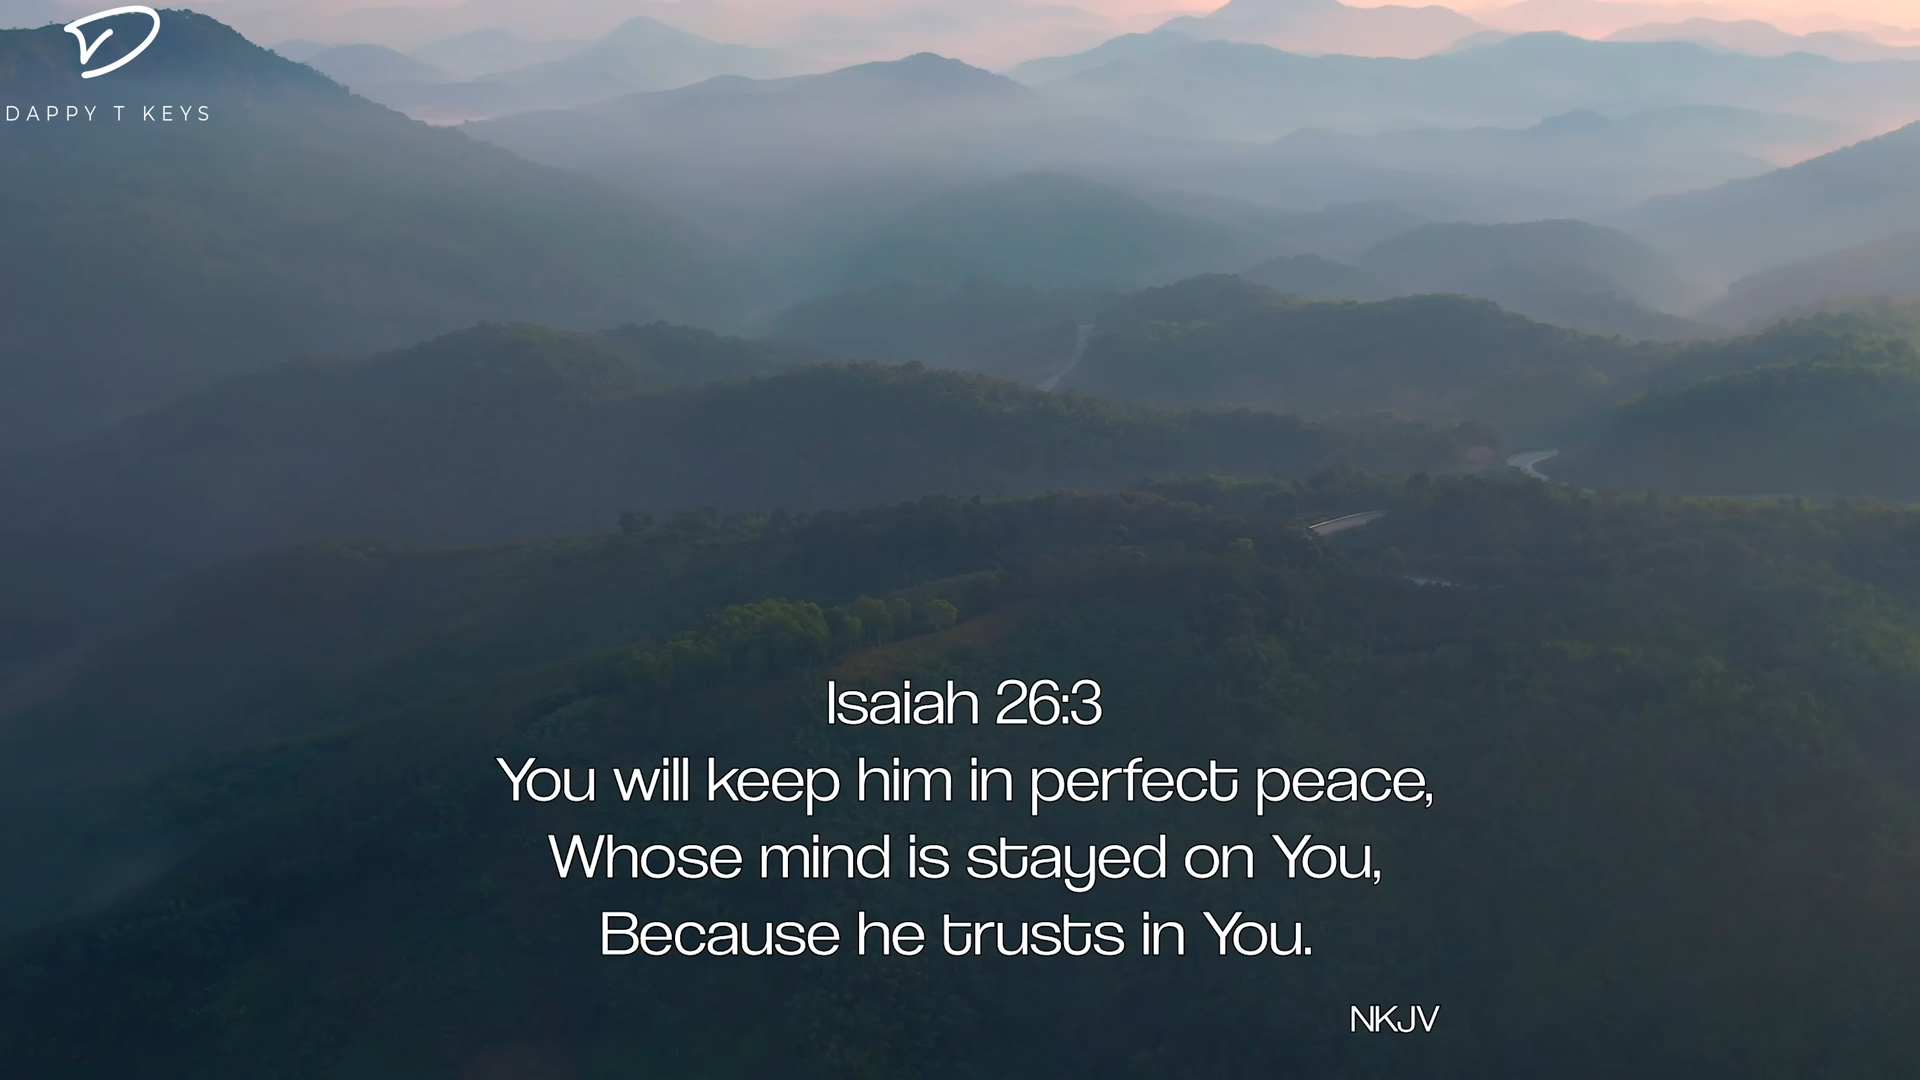 DAPPY T KEYS
Isaiah 26:3
You will keep him in perfect peace,
Whose mind is stayed on You,
Because he trusts in You.
NKJV